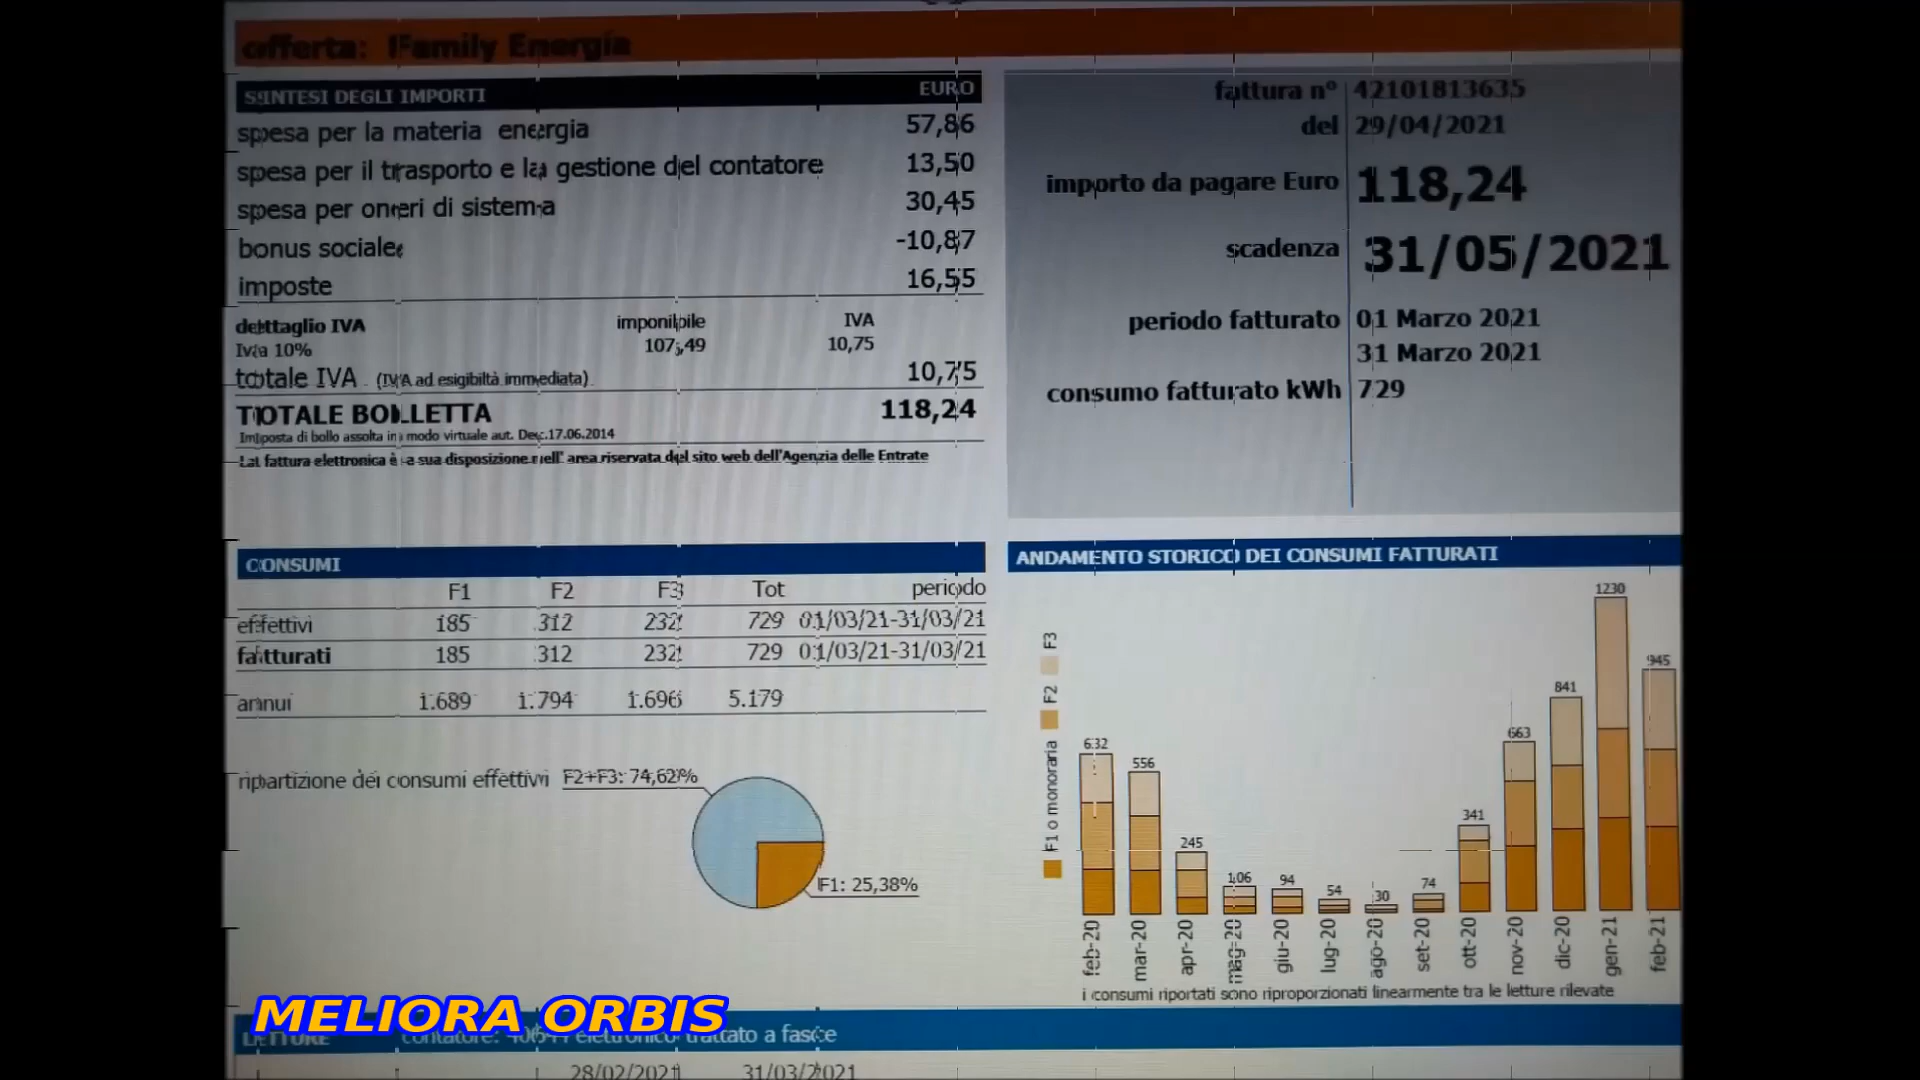 offerta: Family Energia
SINTESI DEGLI IMPORTI EURO
spesa per la materia energia 57,86
spesa per il trasporto e la gestione del contatore 13,50
spesa per oneri di sistema 30,45
bonus sociale -10,87
imposte 16,55
dettaglio IVA imponibile IVA
Iva 10% 107,49 10,75
totale IVA (IVA ad esigibiltà immediata) 10,75
TOTALE BOLLETTA 118,24
Imposta di bollo assolta in modo virtuale aut. Dec.17.06.2014
La fattura elettronica è a sua disposizione nell' area riservata del sito web dell'Agenzia delle Entrate
fattura n° 42101813635
del 29/04/2021
importo da pagare Euro 118,24
scadenza 31/05/2021
periodo fatturato 01 Marzo 2021
31 Marzo 2021
consumo fatturato kWh 729
CONSUMI
F1 F2 F3 Tot periodo
effettivi 185 312 232 729 01/03/21-31/03/21
fatturati 185 312 232 729 01/03/21-31/03/21
annui 1.689 1.794 1.696 5.179
ripartizione dei consumi effettivi F2+F3: 74,62%
F1: 25,38%
ANDAMENTO STORICO DEI CONSUMI FATTURATI
F1 o monoraria F2 F3
632 556 245 106 94 54 30 74 341 663 841 1230 945
feb-20 mar-20 apr-20 mag-20 giu-20 lug-20 ago-20 set-20 ott-20 nov-20 dic-20 gen-21 feb-21
i consumi riportati sono riproporzionati linearmente tra le letture rilevate
MELIORA ORBIS
LETTURE contatore: elettronico trattato a fasce
28/02/2021 31/03/2021